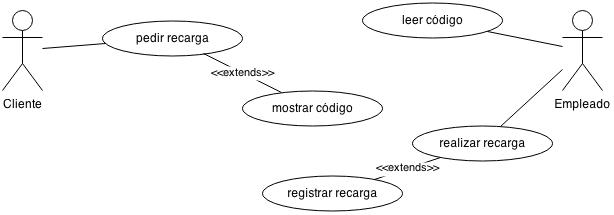 leer código
pedir recarga
<<extends>>
Cliente
Empleado
mostrar código
realizar recarga
<<extends>>
registrar recarga